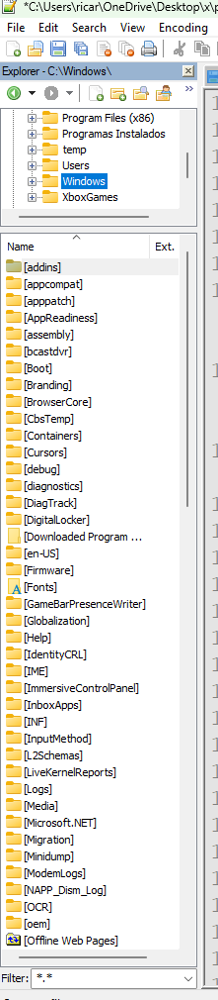 *C:\Users\ricar\OneDrive\Desktop\x\p
File Edit Search View Encoding
Explorer - C:\Windows\
Program Files (x86)
Programas Instalados
temp
Users
Windows
XboxGames
Name Ext.
[addins]
[appcompat]
[apppatch]
[AppReadiness]
[assembly]
[bcastdvr]
[Boot]
[Branding]
[BrowserCore]
[CbsTemp]
[Containers]
[Cursors]
[debug]
[diagnostics]
[DiagTrack]
[DigitalLocker]
[Downloaded Program ...
[en-US]
[Firmware]
[Fonts]
[GameBarPresenceWriter]
[Globalization]
[Help]
[IdentityCRL]
[IME]
[ImmersiveControlPanel]
[InboxApps]
[INF]
[InputMethod]
[L2Schemas]
[LiveKernelReports]
[Logs]
[Media]
[Microsoft.NET]
[Migration]
[Minidump]
[ModemLogs]
[NAPP_Dism_Log]
[OCR]
[oem]
[Offline Web Pages]
Filter: *.*